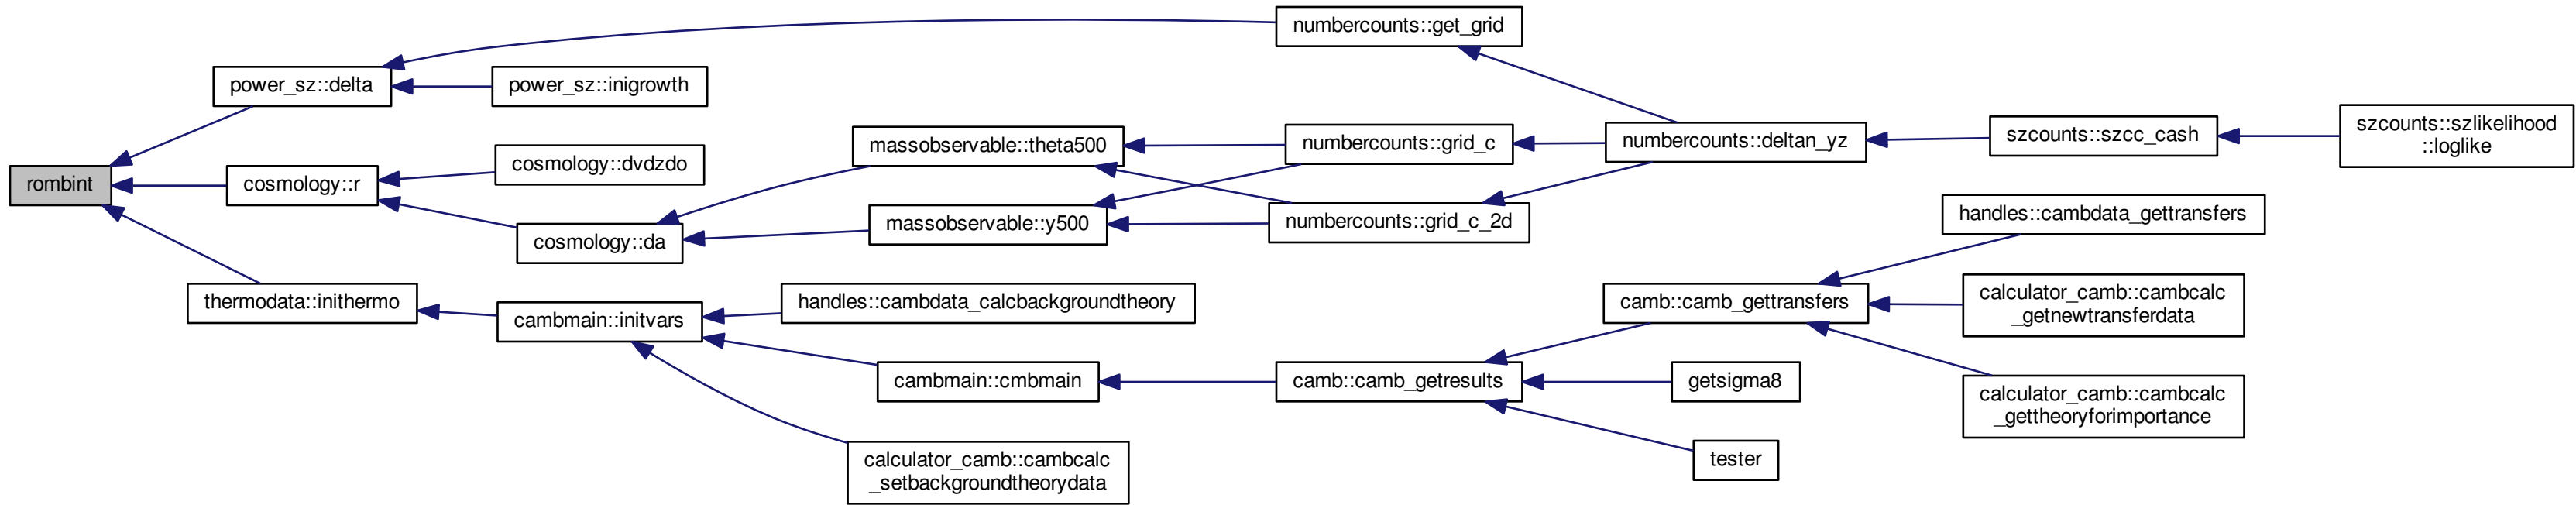 rombint
power_sz::delta
cosmology::r
thermodata::inithermo
power_sz::inigrowth
cosmology::dvdzdo
cosmology::da
cambmain::initvars
massobservable::theta500
massobservable::y500
handles::cambdata_calcbackgroundtheory
cambmain::cmbmain
calculator_camb::cambcalc
_setbackgroundtheorydata
numbercounts::get_grid
numbercounts::grid_c
numbercounts::grid_c_2d
camb::camb_getresults
numbercounts::deltan_yz
camb::camb_gettransfers
getsigma8
tester
szcounts::szcc_cash
handles::cambdata_gettransfers
calculator_camb::cambcalc
_getnewtransferdata
calculator_camb::cambcalc
_gettheoryforimportance
szcounts::szlikelihood
::loglike